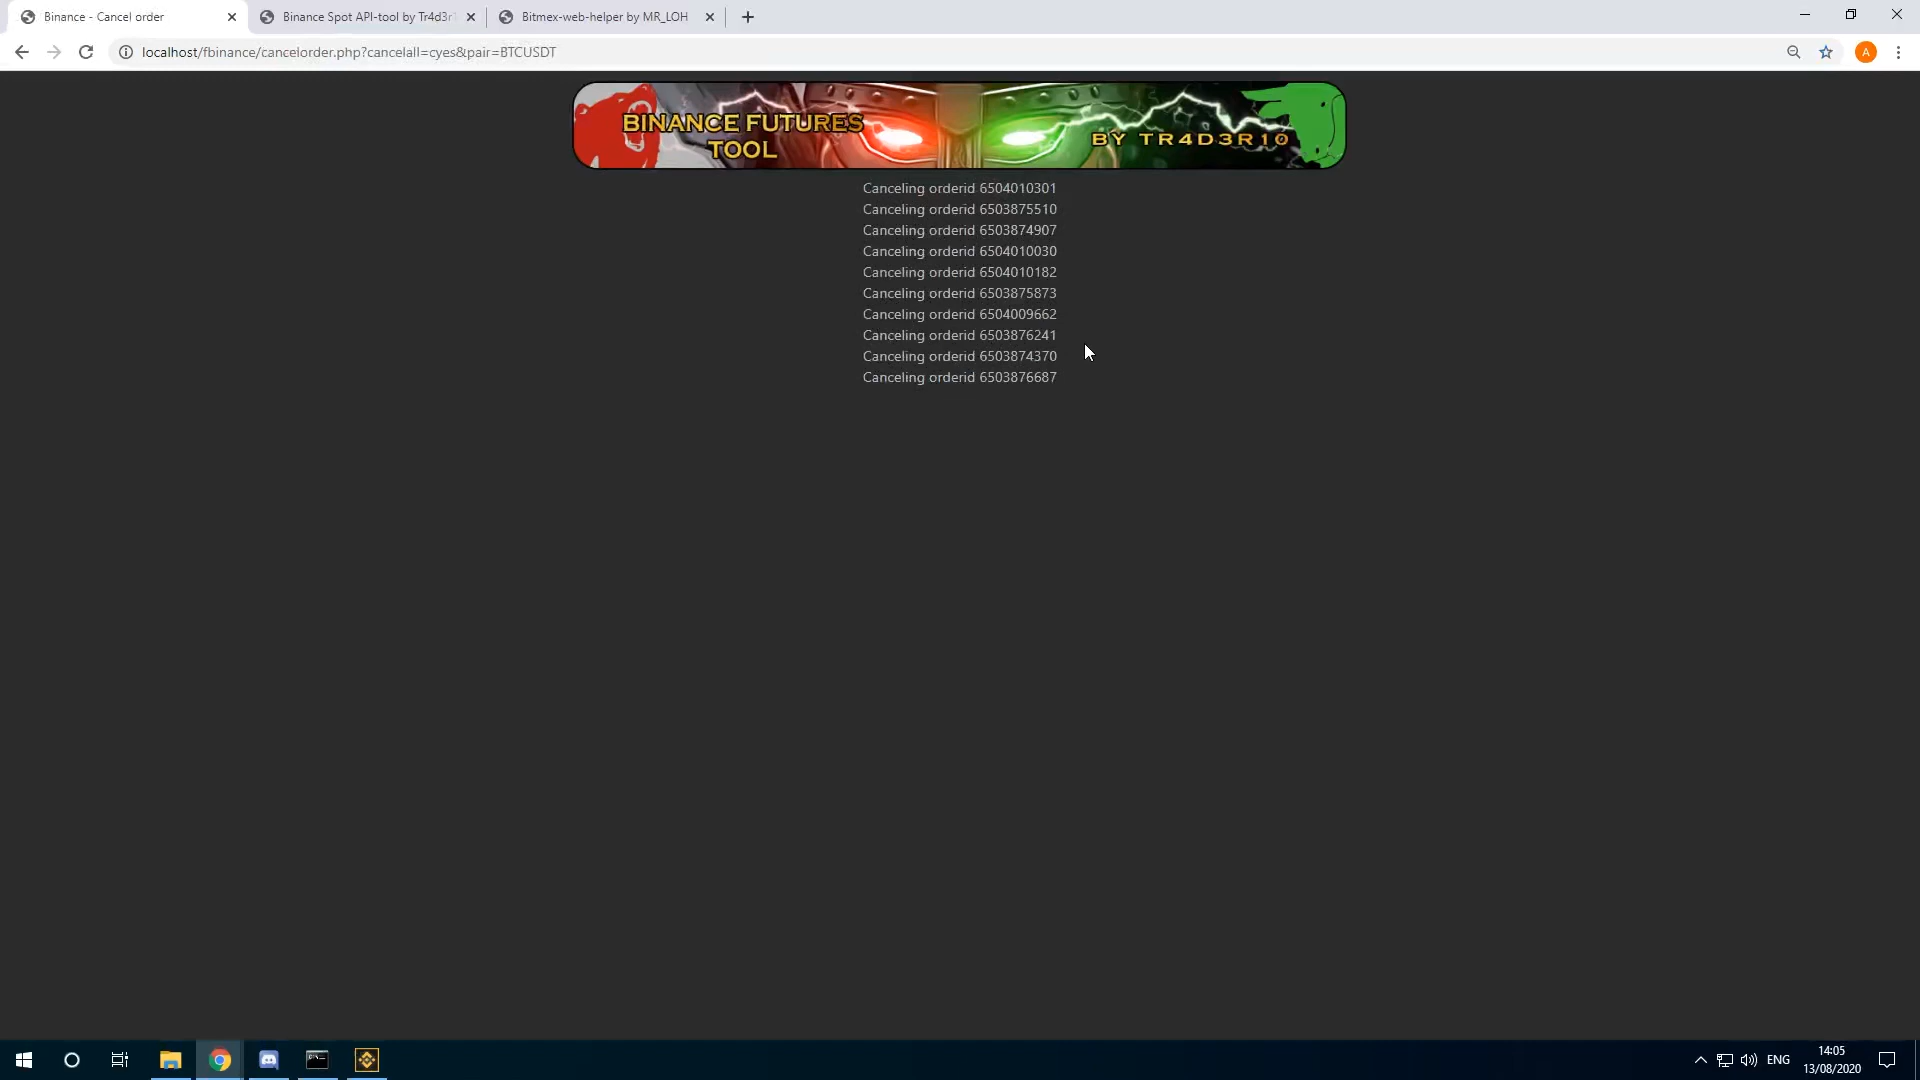 Binance - Cancel order
Binance Spot API-tool by Tr4d3r
Bitmex-web-helper by MR_LOH
localhost/fbinance/cancelorder.php?cancelall=cyes&pair=BTCUSDT
A
BINANCE FUTURES
TOOL
BY TR4D3R10
Canceling orderid 6504010301
Canceling orderid 6503875510
Canceling orderid 6503874907
Canceling orderid 6504010030
Canceling orderid 6504010182
Canceling orderid 6503875873
Canceling orderid 6504009662
Canceling orderid 6503876241
Canceling orderid 6503874370
Canceling orderid 6503876687
ENG
14:05
13/08/2020